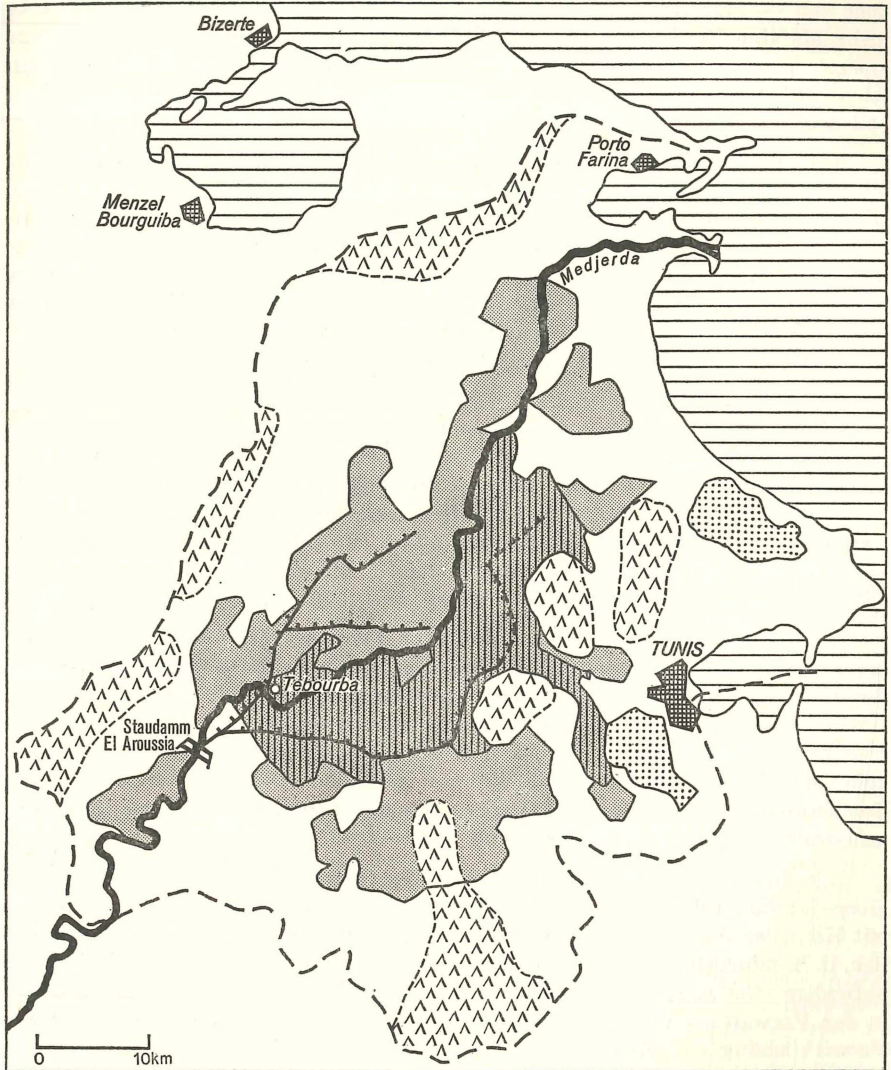 Bizerte
Porto
Farina
Menzel
Bourguiba
Medjerda
TUNIS
Tebourba
Staudamm
El Aroussia
0 10km